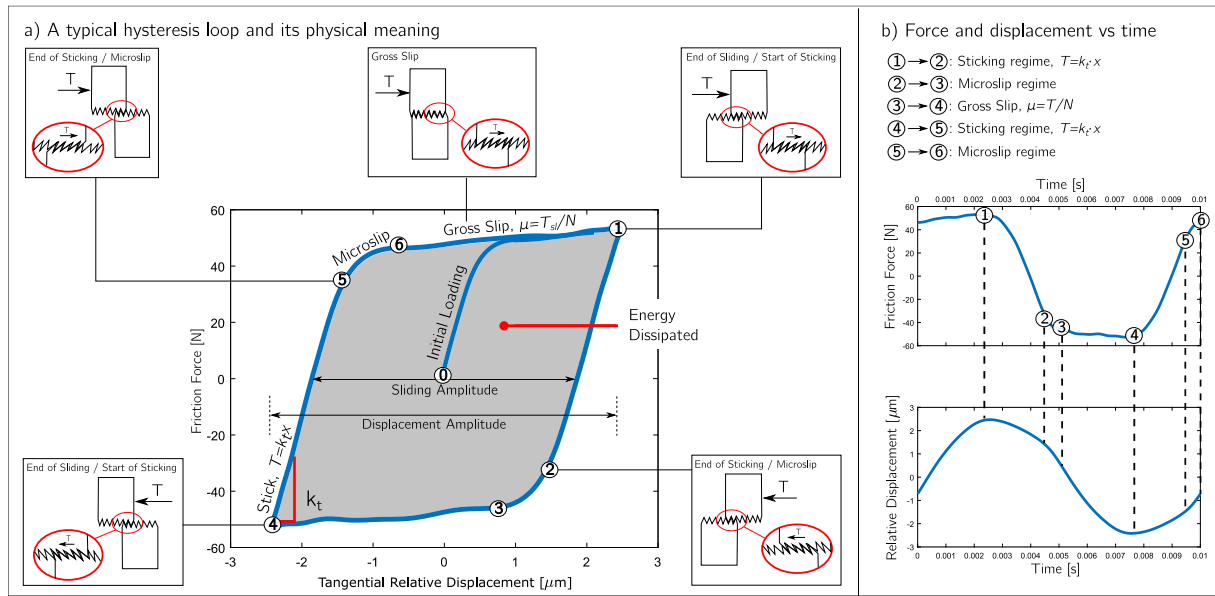 a) A typical hysteresis loop and its physical meaning
End of Sticking / Microslip
T
T
Gross Slip
T
T
End of Sliding / Start of Sticking
T
T
60
40
20
0
-20
-40
-60
-3
-2
-1
0
1
2
3
Friction Force [N]
Tangential Relative Displacement [μm]
Microslip
Gross Slip, μ=Tsl/N
Initial Loading
Energy
Dissipated
Sliding Amplitude
Displacement Amplitude
Stick, T=ktx
kt
0
1
2
3
4
5
6
End of Sliding / Start of Sticking
T
T
End of Sticking / Microslip
T
T
b) Force and displacement vs time
1→2: Sticking regime, T=kt·x
2→3: Microslip regime
3→4: Gross Slip, μ=T/N
4→5: Sticking regime, T=kt·x
5→6: Microslip regime
Time [s]
0 0.001 0.002 0.003 0.004 0.005 0.006 0.007 0.008 0.009 0.01
60
40
20
0
-20
-40
-60
Friction Force [N]
1
2
3
4
5
6
3
2
1
0
-1
-2
-3
Relative Displacement [μm]
0 0.001 0.002 0.003 0.004 0.005 0.006 0.007 0.008 0.009 0.01
Time [s]